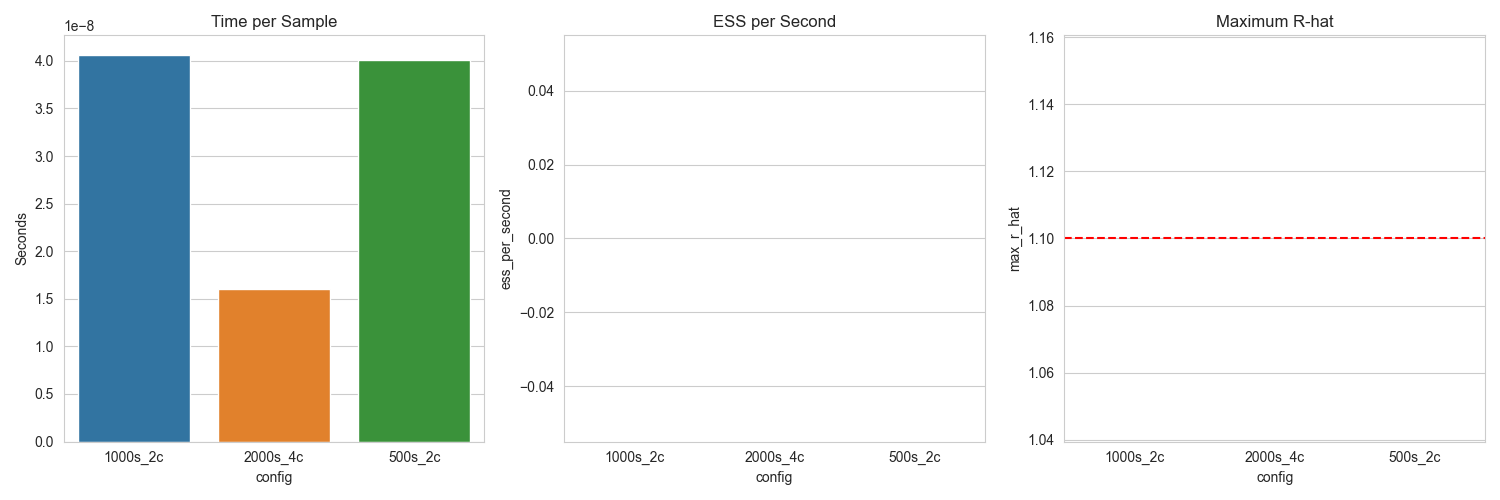 Time per Sample
1e−8
4.0
3.5
3.0
2.5
2.0
1.5
1.0
0.5
0.0
Seconds
1000s_2c
2000s_4c
500s_2c
config
ESS per Second
0.04
0.02
0.00
−0.02
−0.04
ess_per_second
1000s_2c
2000s_4c
500s_2c
config
Maximum R-hat
1.16
1.14
1.12
1.10
1.08
1.06
1.04
max_r_hat
1000s_2c
2000s_4c
500s_2c
config